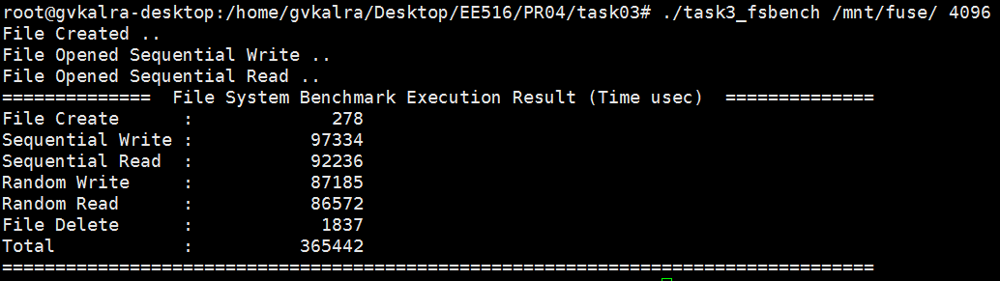 root@gvkalra-desktop:/home/gvkalra/Desktop/EE516/PR04/task03# ./task3_fsbench /mnt/fuse/ 4096
File Created ..
File Opened Sequential Write ..
File Opened Sequential Read ..
============== File System Benchmark Execution Result (Time usec) ==============
File Create : 278
Sequential Write : 97334
Sequential Read : 92236
Random Write : 87185
Random Read : 86572
File Delete : 1837
Total : 365442
==================================================================================